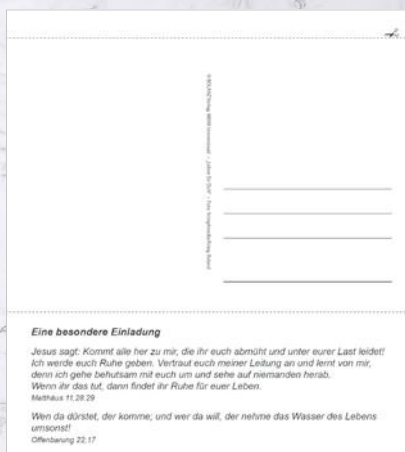 Eine besondere Einladung
Jesus sagt: Kommt alle her zu mir, die ihr euch abmüht und unter eurer Last leidet!
Ich werde euch Ruhe geben. Vertraut euch meiner Leitung an und lernt von mir,
denn ich gehe behutsam mit euch um und sehe auf niemanden herab.
Wenn ihr das tut, dann findet ihr Ruhe für euer Leben.
Matthäus 11,28.29
Wen da dürstet, der komme; und wer da will, der nehme das Wasser des Lebens
umsonst!
Offenbarung 22,17